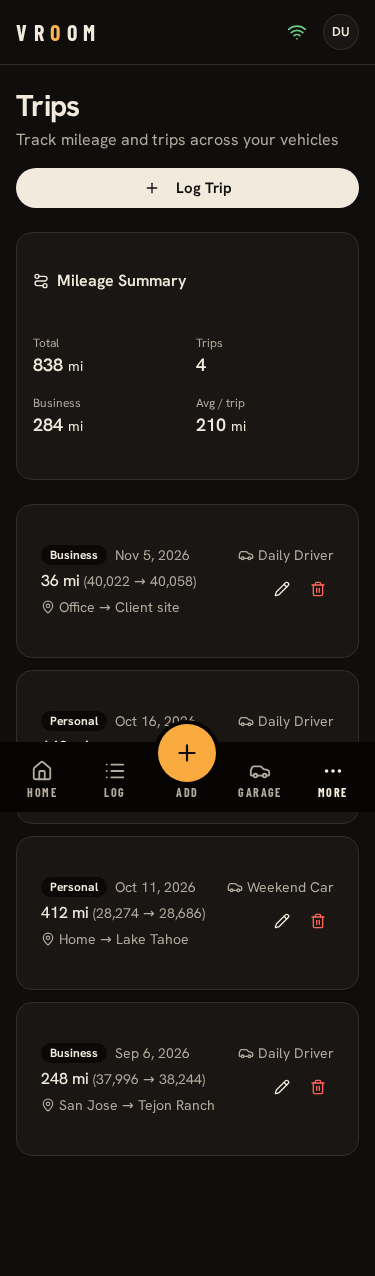 VROOM
DU
Trips
Track mileage and trips across your vehicles
Log Trip
Mileage Summary
Total
838 mi
Trips
4
Business
284 mi
Avg / trip
210 mi
Business Nov 5, 2026 Daily Driver
36 mi (40,022 → 40,058)
Office → Client site
Personal Oct 16, 2026 Daily Driver
HOME LOG ADD GARAGE MORE
Personal Oct 11, 2026 Weekend Car
412 mi (28,274 → 28,686)
Home → Lake Tahoe
Business Sep 6, 2026 Daily Driver
248 mi (37,996 → 38,244)
San Jose → Tejon Ranch